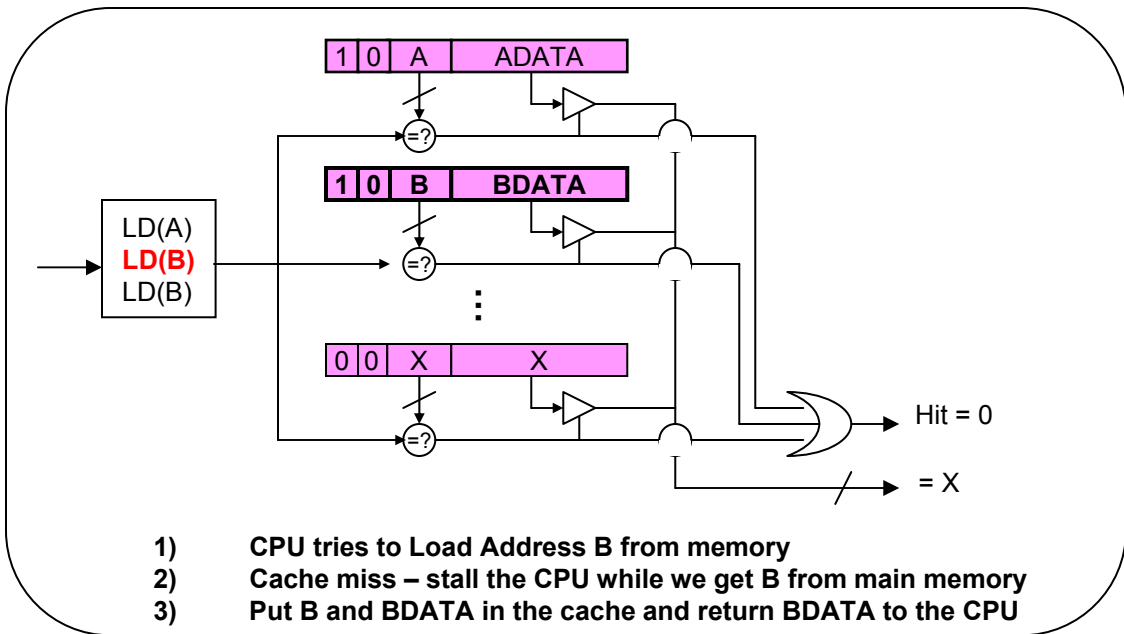 1 0 A ADATA
=?
1 0 B BDATA
LD(A)
LD(B)
LD(B)
=?
⋮
0 0 X X
=?
Hit = 0
= X
1) CPU tries to Load Address B from memory
2) Cache miss – stall the CPU while we get B from main memory
3) Put B and BDATA in the cache and return BDATA to the CPU